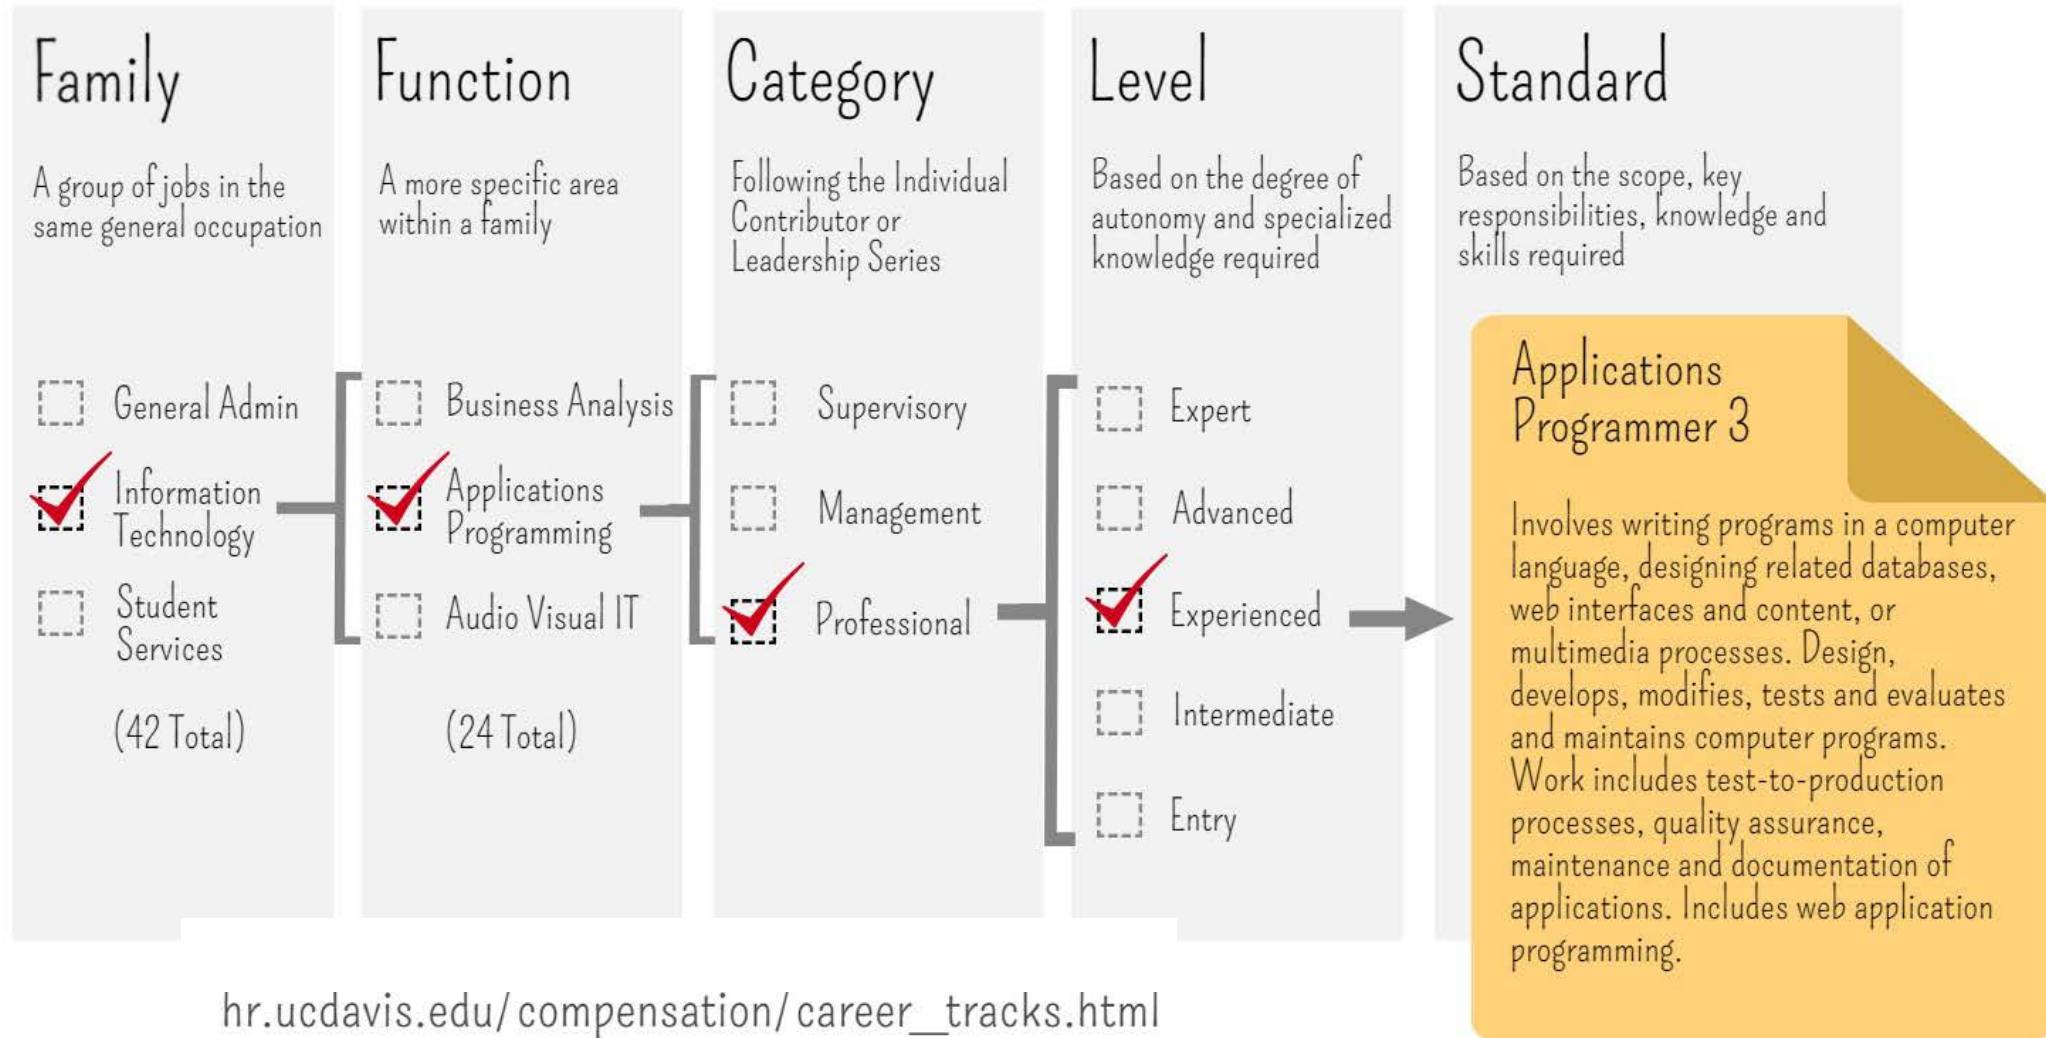 Family
A group of jobs in the
same general occupation
General Admin
Information
Technology
Student
Services
(42 Total)
Function
A more specific area
within a family
Business Analysis
Applications
Programming
Audio Visual IT
(24 Total)
Category
Following the Individual
Contributor or
Leadership Series
Supervisory
Management
Professional
Level
Based on the degree of
autonomy and specialized
knowledge required
Expert
Advanced
Experienced
Intermediate
Entry
Standard
Based on the scope, key
responsibilities, knowledge and
skills required
Applications
Programmer 3
Involves writing programs in a computer
language, designing related databases,
web interfaces and content, or
multimedia processes. Design,
develops, modifies, tests and evaluates
and maintains computer programs.
Work includes test-to-production
processes, quality assurance,
maintenance and documentation of
applications. Includes web application
programming.
hr.ucdavis.edu/compensation/career_tracks.html